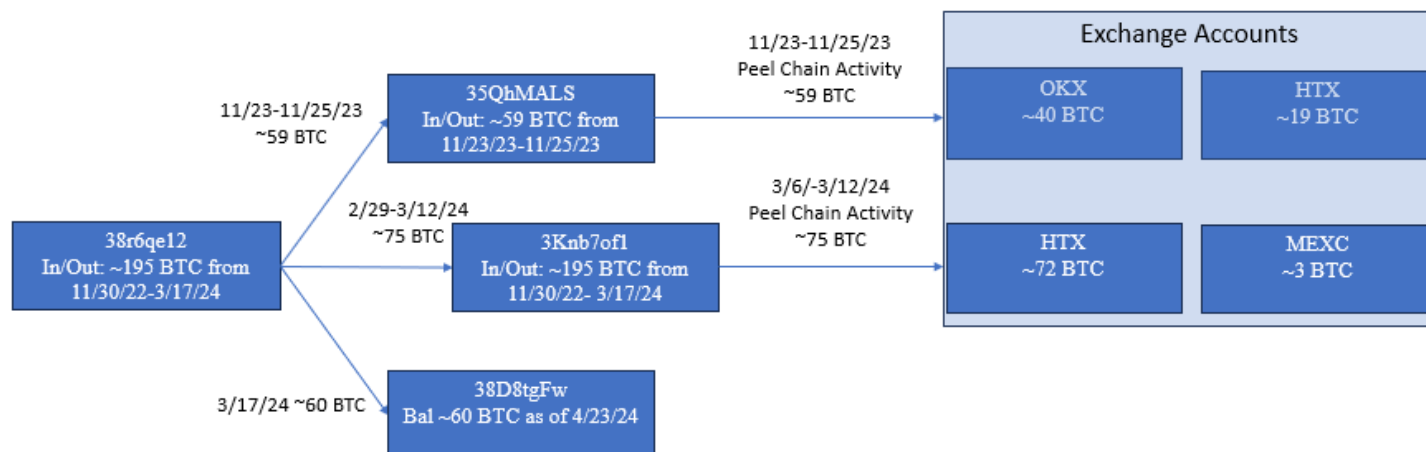 11/23-11/25/23
Peel Chain Activity
~59 BTC
Exchange Accounts
11/23-11/25/23
~59 BTC
35QhMALS
In/Out: ~59 BTC from
11/23/23-11/25/23
OKX
~40 BTC
HTX
~19 BTC
2/29-3/12/24
~75 BTC
3/6/-3/12/24
Peel Chain Activity
~75 BTC
38r6qe12
In/Out: ~195 BTC from
11/30/22-3/17/24
3Knb7of1
In/Out: ~195 BTC from
11/30/22- 3/17/24
HTX
~72 BTC
MEXC
~3 BTC
3/17/24 ~60 BTC
38D8tgFw
Bal ~60 BTC as of 4/23/24